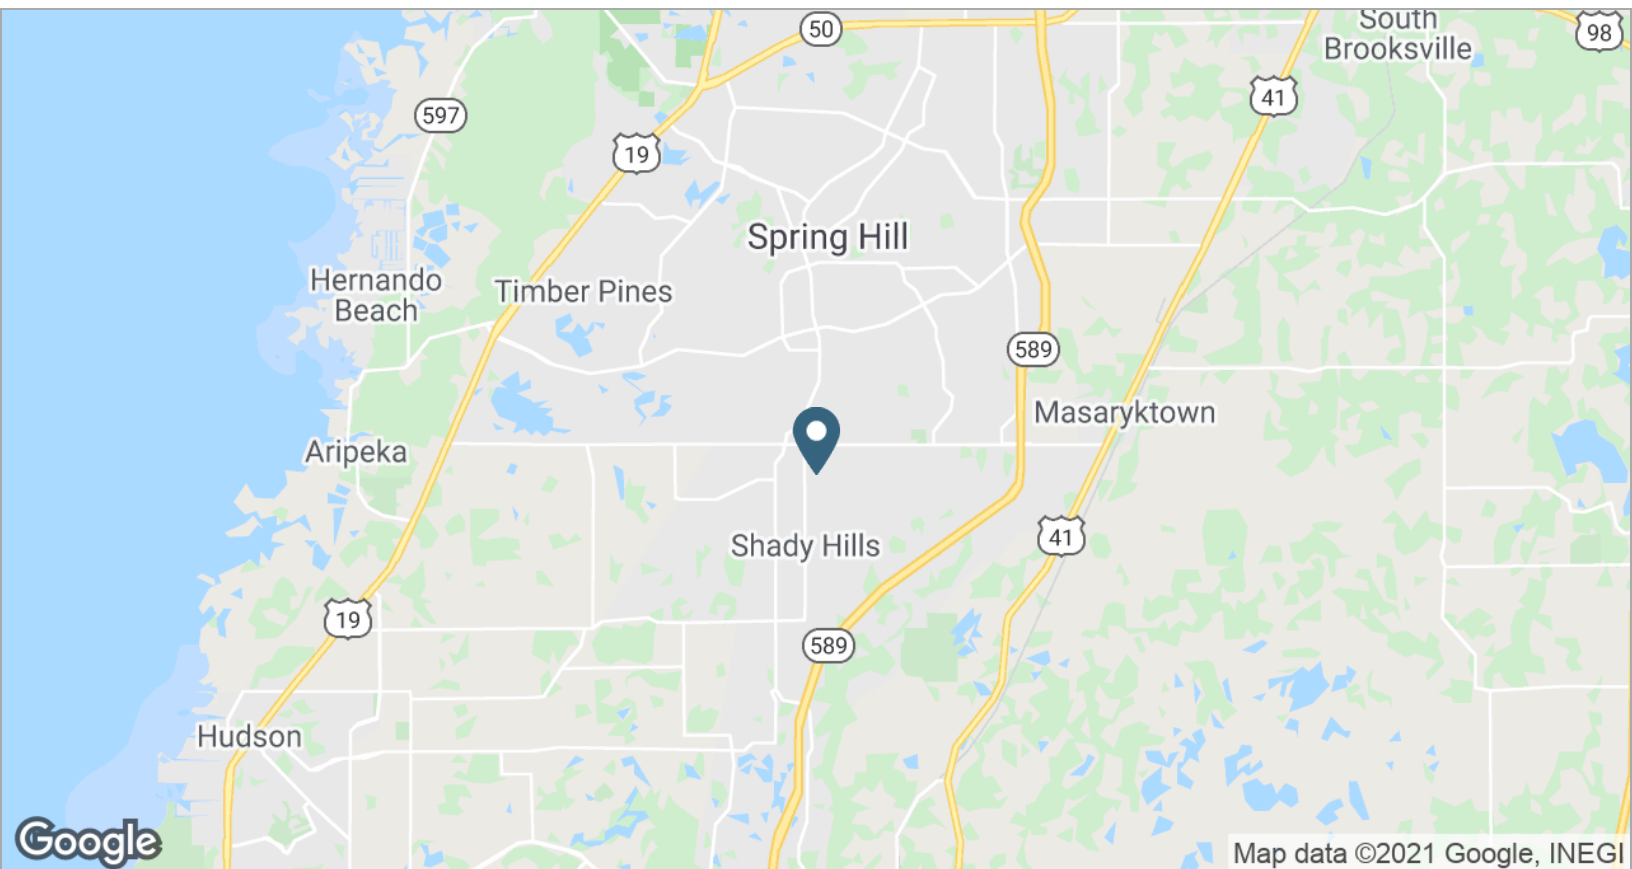 South
Brooksville
50
98
41
597
19
Spring Hill
Hernando
Beach
Timber Pines
589
Masaryktown
Aripeka
41
Shady Hills
19
589
Hudson
Google
Map data ©2021 Google, INEGI